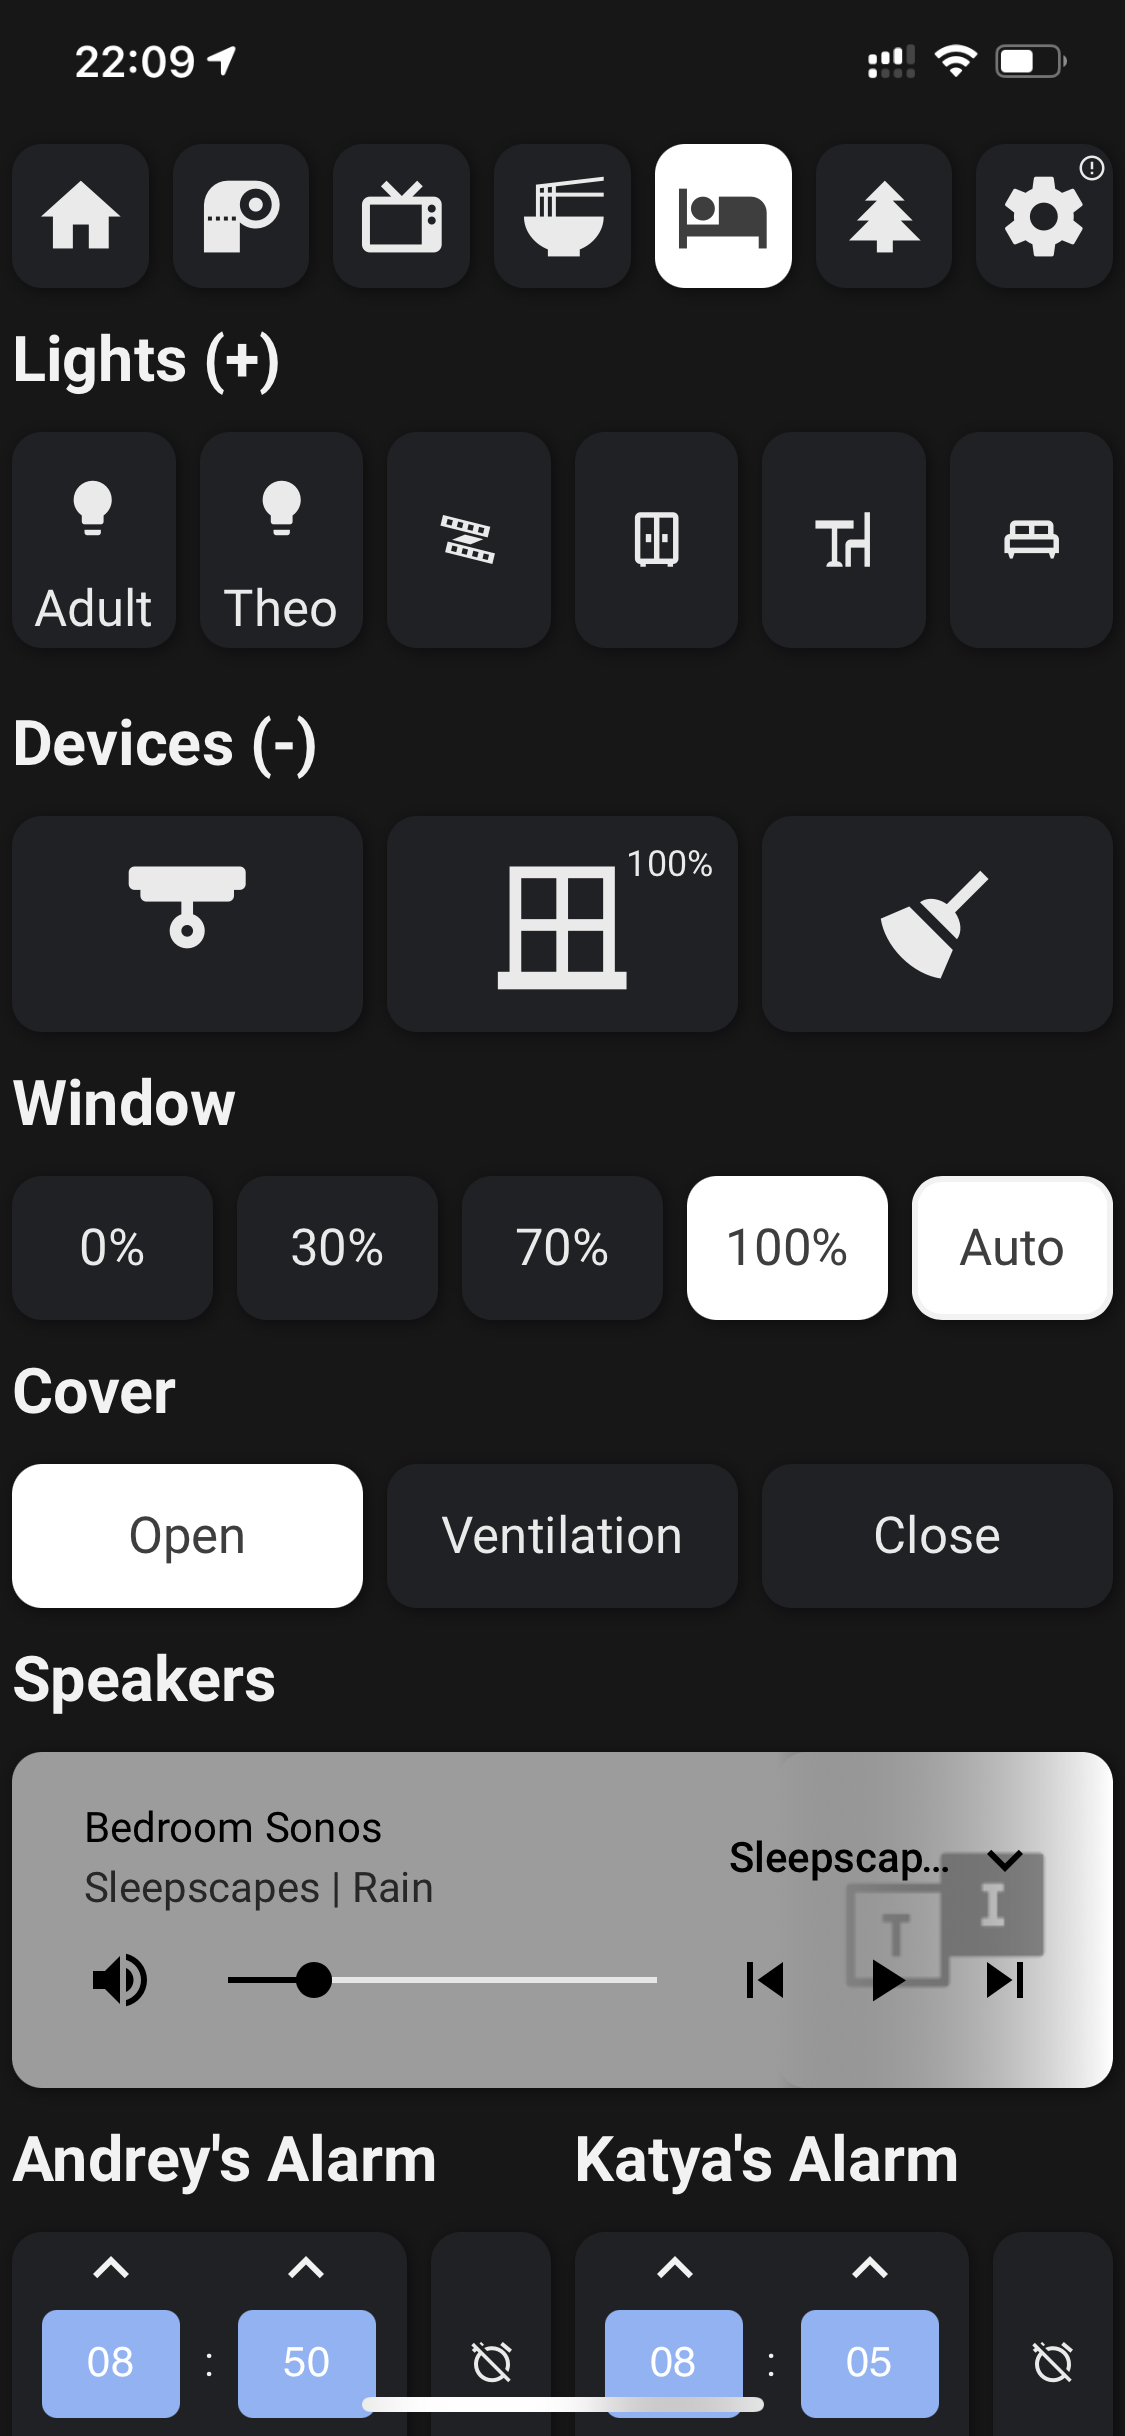 22:09
Lights (+)
Adult
Theo
Devices (-)
100%
Window
0%
30%
70%
100%
Auto
Cover
Open
Ventilation
Close
Speakers
Bedroom Sonos
Sleepscapes | Rain
Sleepscap...
T
I
Andrey's Alarm
Katya's Alarm
08 : 50
08 : 05